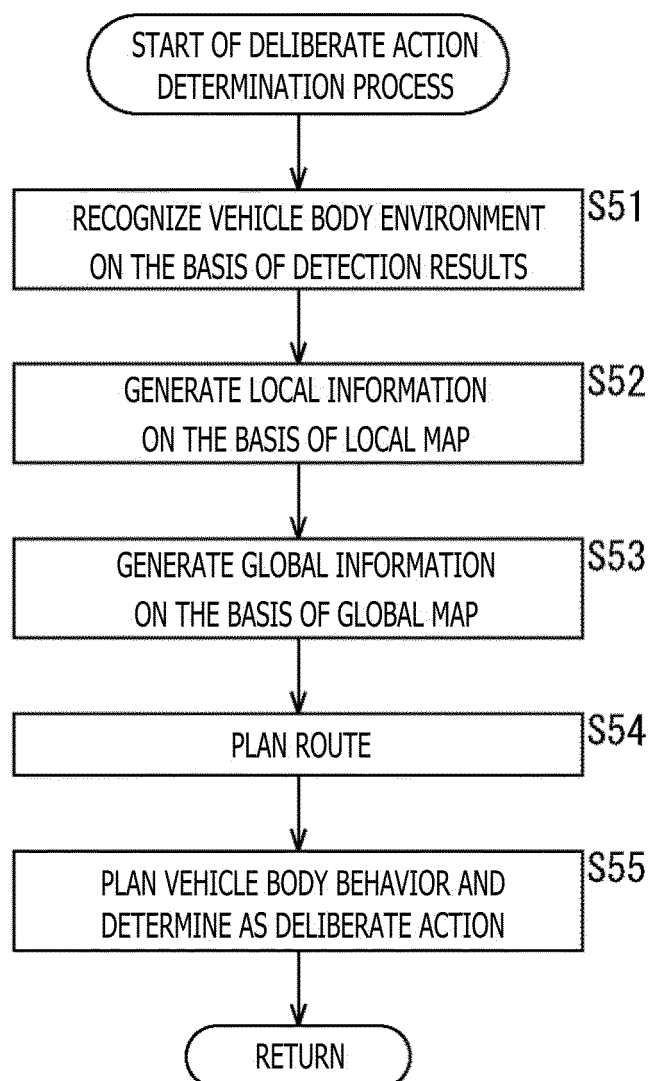 START OF DELIBERATE ACTION
DETERMINATION PROCESS
RECOGNIZE VEHICLE BODY ENVIRONMENT
ON THE BASIS OF DETECTION RESULTS
S51
GENERATE LOCAL INFORMATION
ON THE BASIS OF LOCAL MAP
S52
GENERATE GLOBAL INFORMATION
ON THE BASIS OF GLOBAL MAP
S53
PLAN ROUTE
S54
PLAN VEHICLE BODY BEHAVIOR AND
DETERMINE AS DELIBERATE ACTION
S55
RETURN